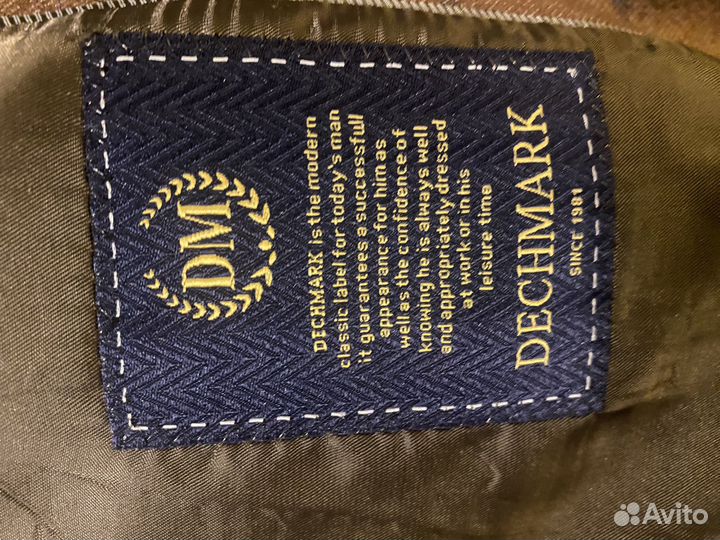 DM
DECHMARK is the modern
classic label for today's man
it guarantees a successfull
appearance for him as
well as the confidence of
knowing he is always well
and appropriately dressed
at work or in his
leisure time
DECHMARK
SINCT 1981
Avito